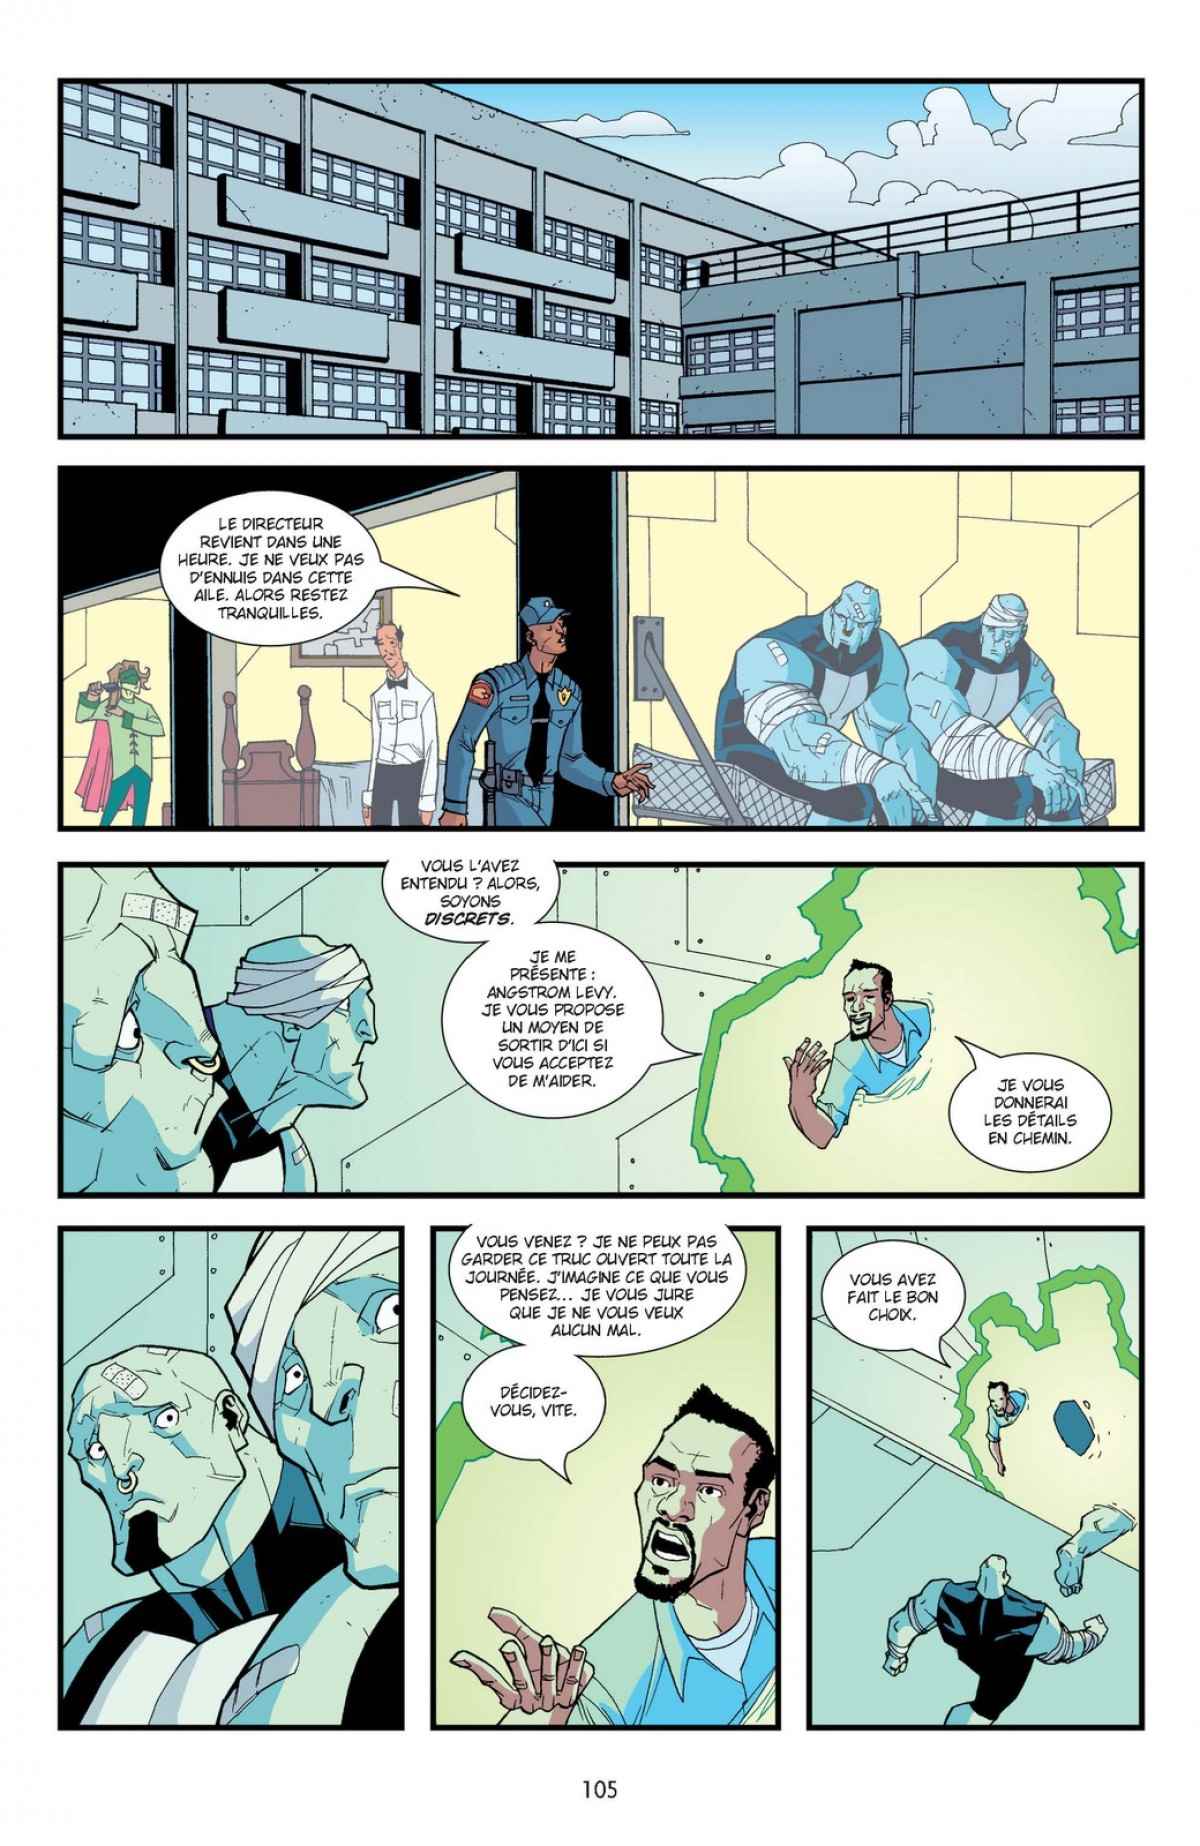 LE DIRECTEUR
REVIENT DANS UNE
HEURE. JE NE VEUX PAS
D'ENNUIS DANS CETTE
AILE. ALORS RESTEZ
TRANQUILLES.
VOUS L'AVEZ
ENTENDU ? ALORS,
SOYONS
DISCRETS.
JE ME
PRÉSENTE :
ANGSTROM LEVY.
JE VOUS PROPOSE
UN MOYEN DE
SORTIR D'ICI SI
VOUS ACCEPTEZ
DE M'AIDER.
JE VOUS
DONNERAI
LES DÉTAILS
EN CHEMIN.
VOUS VENEZ ? JE NE PEUX PAS
GARDER CE TRUC OUVERT TOUTE LA
JOURNÉE. J'IMAGINE CE QUE VOUS
PENSEZ... JE VOUS JURE
QUE JE NE VOUS VEUX
AUCUN MAL.
DÉCIDEZ-
VOUS, VITE.
VOUS AVEZ
FAIT LE BON
CHOIX.
105